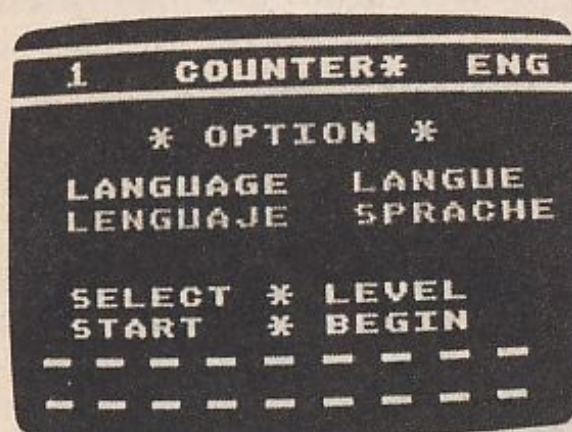 1 COUNTER* ENG
* OPTION *
LANGUAGE LANGUE
LENGUAJE SPRACHE
SELECT * LEVEL
START * BEGIN